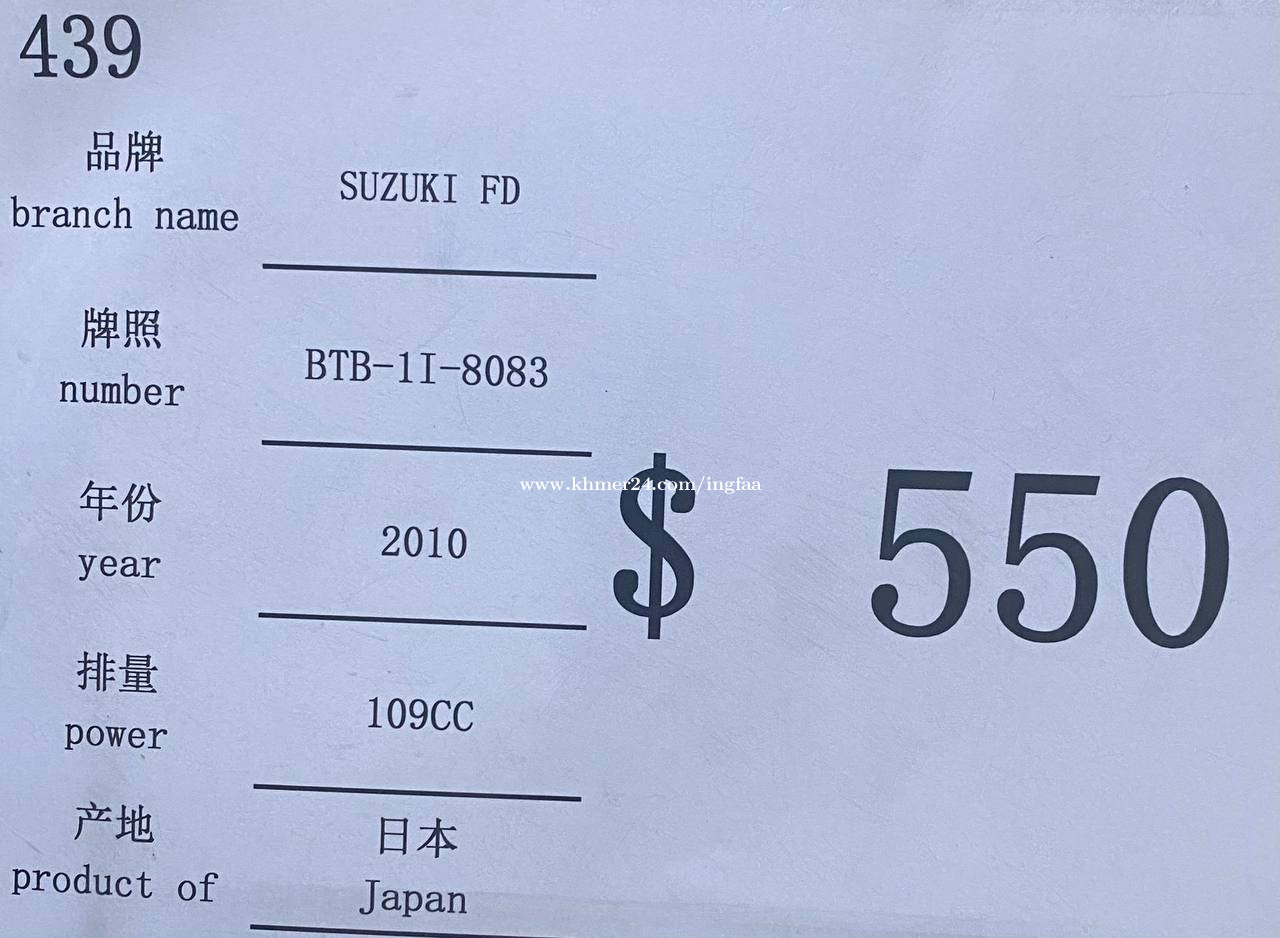 439
品牌
branch name
SUZUKI FD
牌照
number
BTB-1I-8083
年份
year
2010
$ 550
www.khmer24.com/ingfaa
排量
power
109CC
产地
product of
日本
Japan